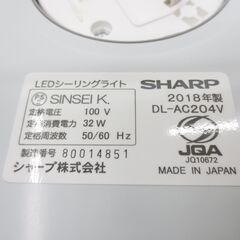 LEDシーリングライト
SHARP
SINSEI K.
2018年製
DL-AC204V
定格電圧 100 V
定格消費電力 32 W
定格周波数 50/60 Hz
製造番号 80014851
シャープ株式会社
JQA
JQ10672
MADE IN JAPAN